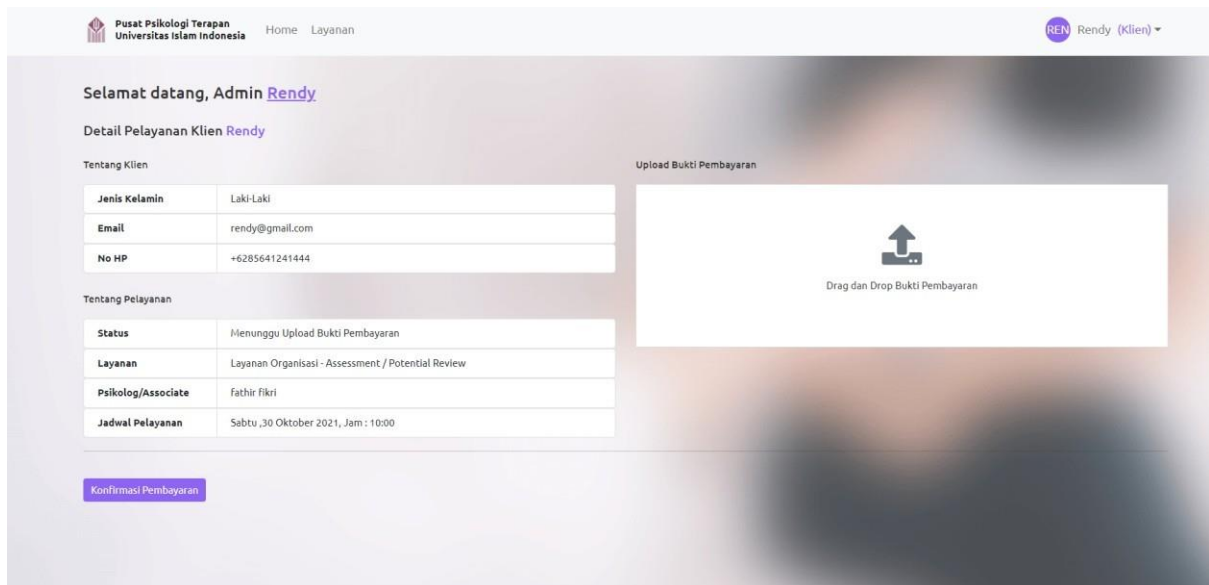 Pusat Psikologi Terapan
Universitas Islam Indonesia
Home Layanan
REN Rendy (Klien)
Selamat datang, Admin Rendy
Detail Pelayanan Klien Rendy
Tentang Klien
Jenis Kelamin Laki-Laki
Email rendy@gmail.com
No HP +6285641241444
Tentang Pelayanan
Status Menunggu Upload Bukti Pembayaran
Layanan Layanan Organisasi - Assessment / Potential Review
Psikolog/Associate fathir fikri
Jadwal Pelayanan Sabtu ,30 Oktober 2021, Jam : 10:00
Upload Bukti Pembayaran
Drag dan Drop Bukti Pembayaran
Konfirmasi Pembayaran